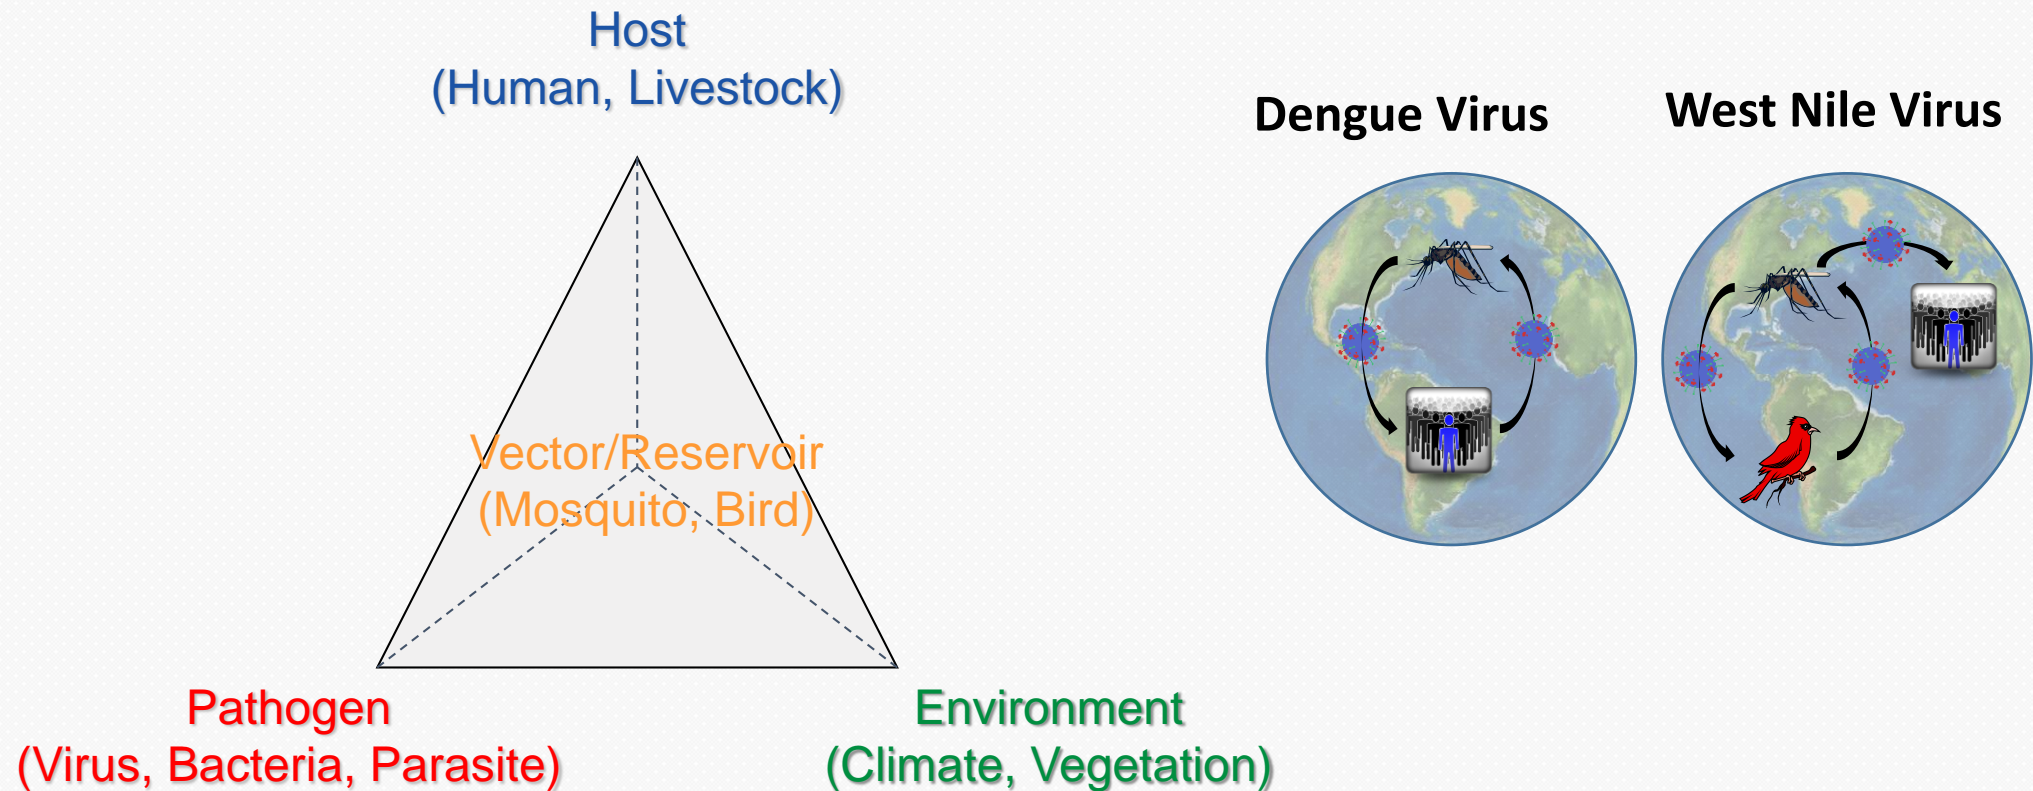 Host
(Human, Livestock)
Dengue Virus
West Nile Virus
Vector/Reservoir
(Mosquito, Bird)
Pathogen
(Virus, Bacteria, Parasite)
Environment
(Climate, Vegetation)